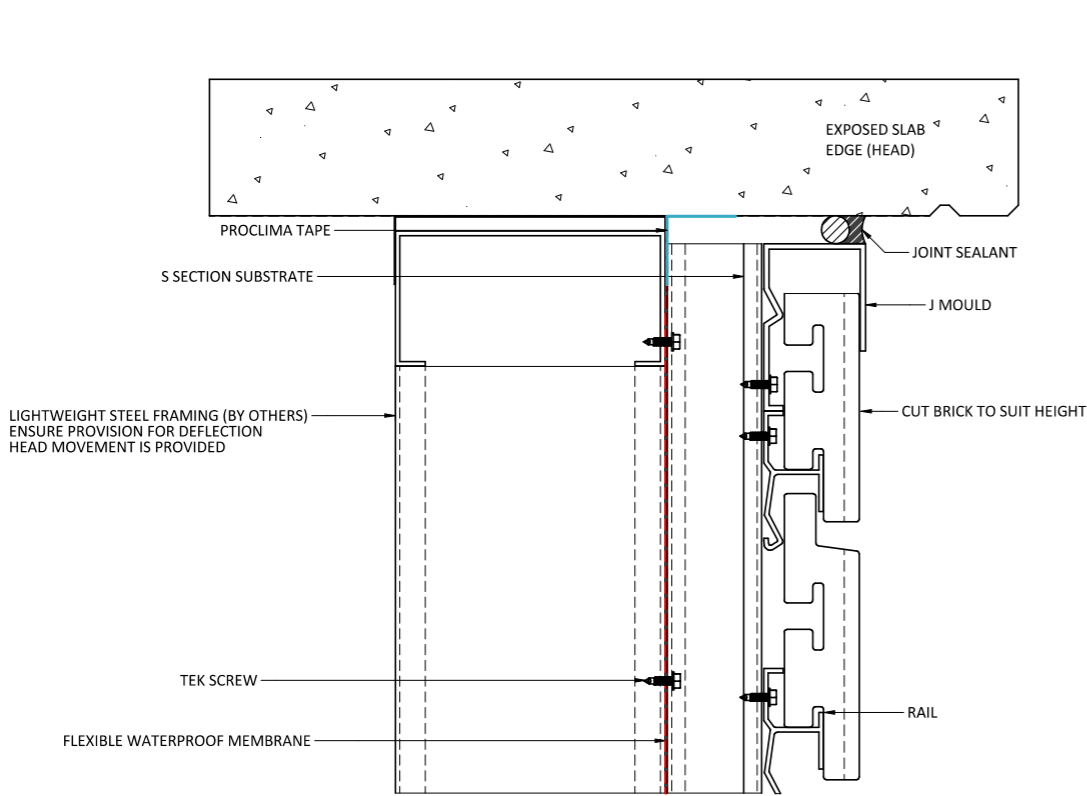 EXPOSED SLAB
EDGE (HEAD)
PROCLIMA TAPE
JOINT SEALANT
S SECTION SUBSTRATE
J MOULD
LIGHTWEIGHT STEEL FRAMING (BY OTHERS)
ENSURE PROVISION FOR DEFLECTION
HEAD MOVEMENT IS PROVIDED
CUT BRICK TO SUIT HEIGHT
TEK SCREW
RAIL
FLEXIBLE WATERPROOF MEMBRANE